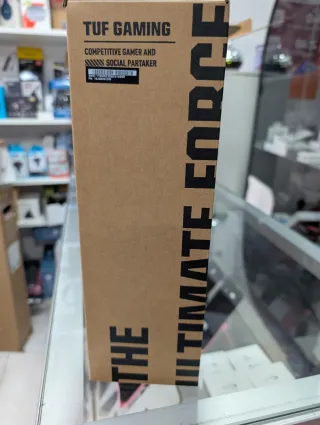 TUF GAMING
COMPETITIVE GAMER AND
SOCIAL PARTAKER
THE
ULTIMATE FORCE